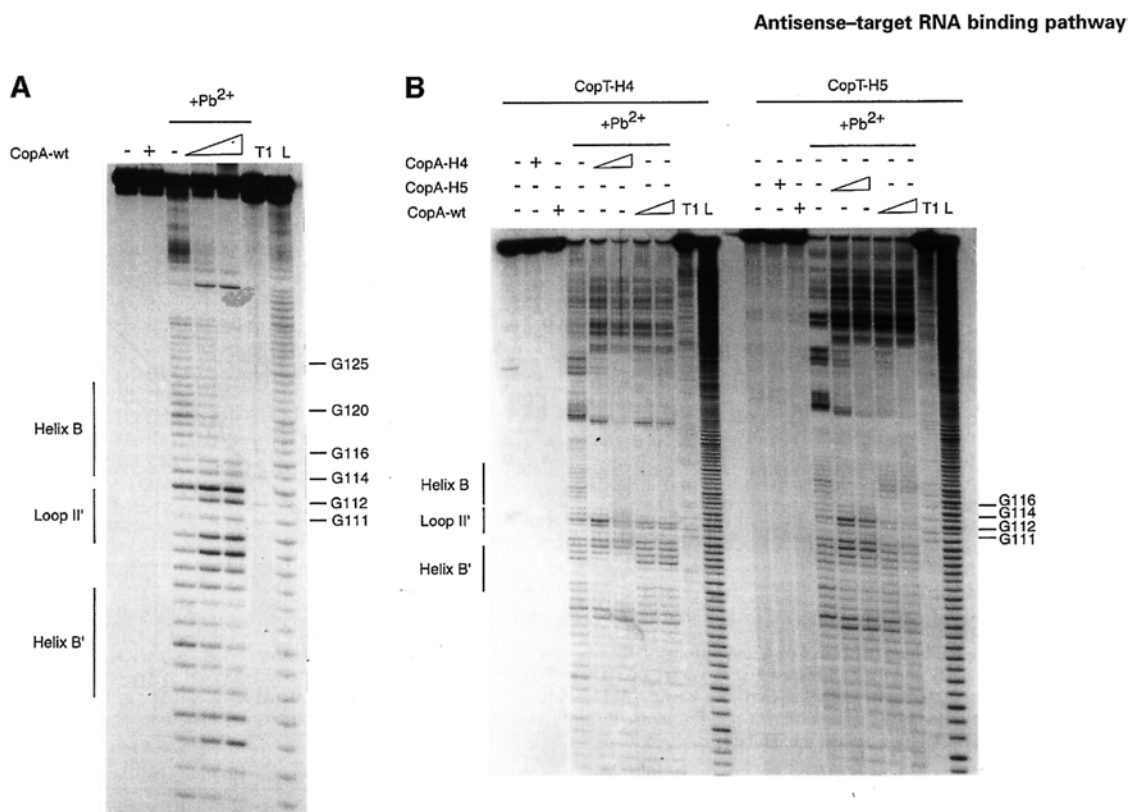 Antisense–target RNA binding pathway
A
+Pb2+
CopA-wt - + - T1 L
G125
G120
G116
G114
G112
G111
Helix B
Loop II'
Helix B'
B
CopT-H4 CopT-H5
+Pb2+ +Pb2+
CopA-H4 - + - - - - - - - - - -
CopA-H5 - - - - - - - - + - - - -
CopA-wt - - + - - - T1 L - - + - - - T1 L
Helix B
Loop II'
Helix B'
G116
G114
G112
G111